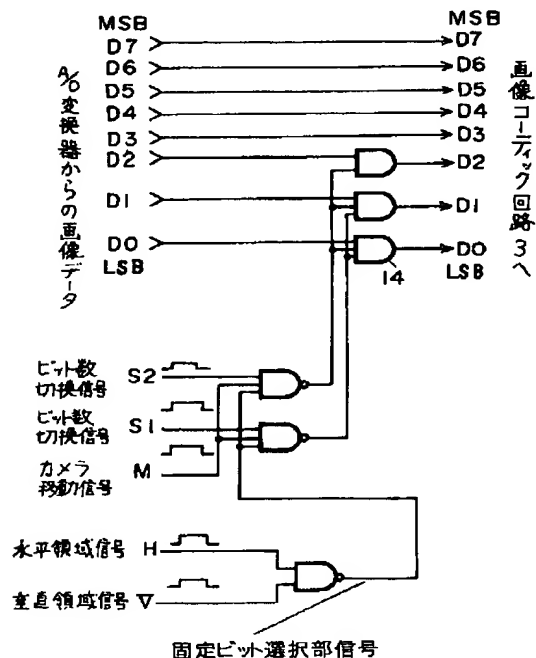 MSB
D7
D6
D5
D4
D3
D2
D1
D0
LSB
A/D変換器からの画像データ
MSB
D7
D6
D5
D4
D3
D2
D1
D0
LSB
画像コーディック回路3へ
14
ビット数
切換信号 S2
ビット数
切換信号 S1
カメラ
移動信号 M
水平領域信号 H
垂直領域信号 V
固定ビット選択部信号